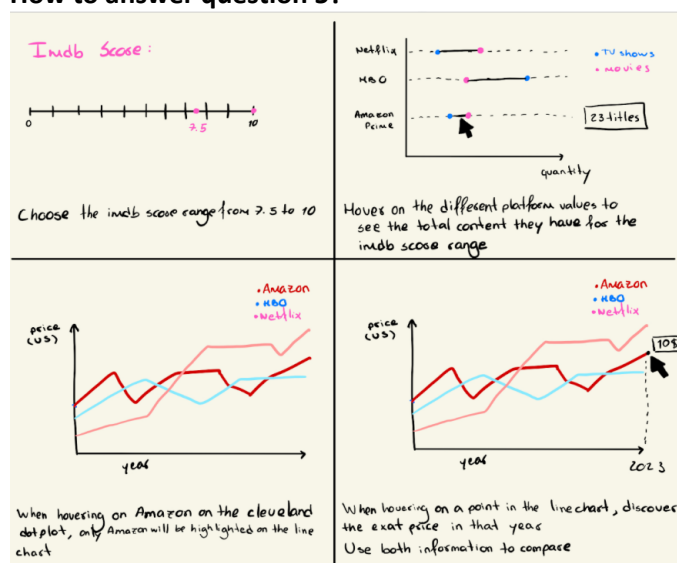 How to answer question 3?
Imdb Score:
0
7.5
10
Choose the imdb score range from 7.5 to 10
Netflix
HBO
Amazon
Prime
• TV shows
• movies
23 titles
quantity
Hover on the different platform values to
see the total content they have for the
imdb score range
• Amazon
• HBO
• Netflix
price
(US)
year
When hovering on Amazon on the cleveland
dot plot, only Amazon will be highlighted on the line
chart
• Amazon
• HBO
• Netflix
price
(US)
10$
year
2023
When hovering on a point in the line chart, discover
the exat price in that year
Use both information to compare